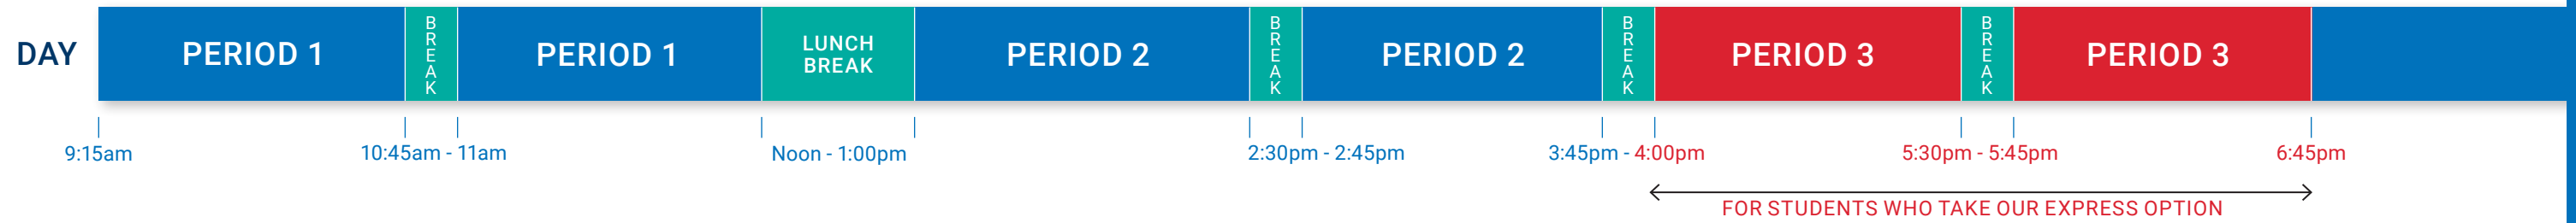 DAY
PERIOD 1
BREAK
PERIOD 1
LUNCH
BREAK
PERIOD 2
BREAK
PERIOD 2
BREAK
PERIOD 3
BREAK
PERIOD 3
9:15am
10:45am - 11am
Noon - 1:00pm
2:30pm - 2:45pm
3:45pm - 4:00pm
5:30pm - 5:45pm
6:45pm
FOR STUDENTS WHO TAKE OUR EXPRESS OPTION